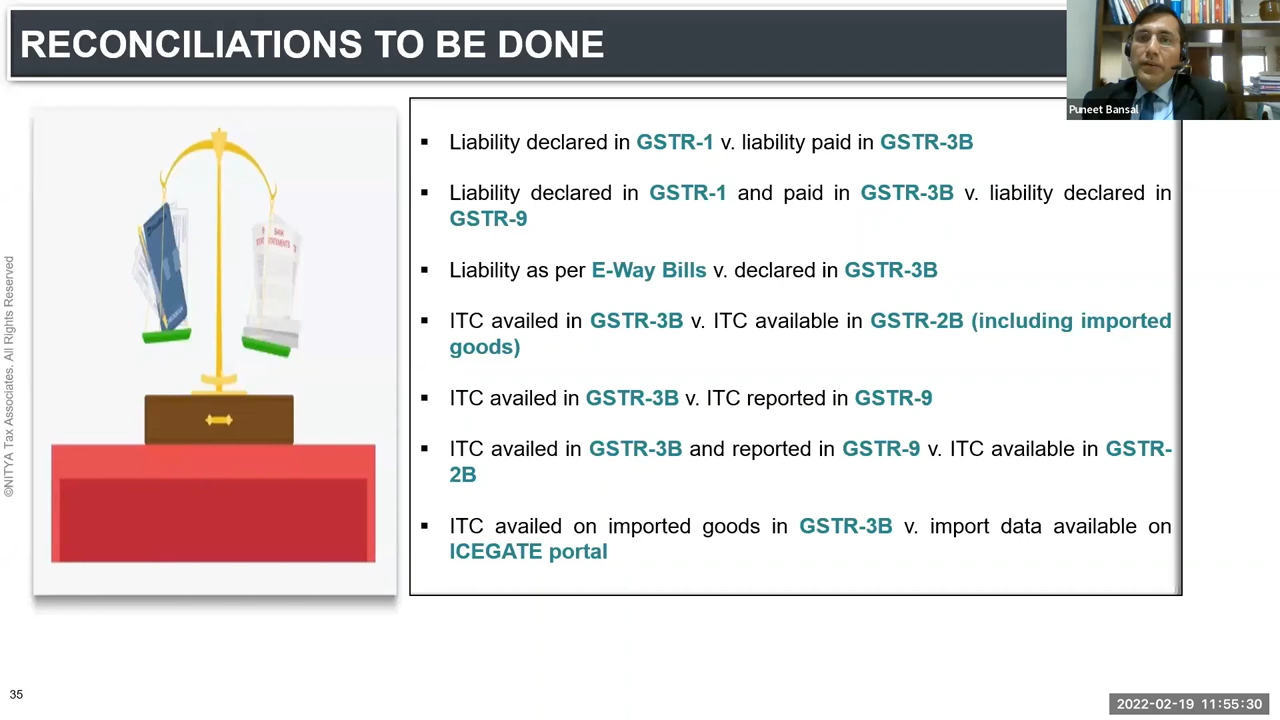 RECONCILIATIONS TO BE DONE
Puneet Bansal
▪ Liability declared in GSTR-1 v. liability paid in GSTR-3B
▪ Liability declared in GSTR-1 and paid in GSTR-3B v. liability declared in
GSTR-9
▪ Liability as per E-Way Bills v. declared in GSTR-3B
▪ ITC availed in GSTR-3B v. ITC available in GSTR-2B (including imported
goods)
▪ ITC availed in GSTR-3B v. ITC reported in GSTR-9
▪ ITC availed in GSTR-3B and reported in GSTR-9 v. ITC available in GSTR-
2B
▪ ITC availed on imported goods in GSTR-3B v. import data available on
ICEGATE portal
BANK
STATEMENTS
©NITYA Tax Associates. All Rights Reserved
35
2022-02-19 11:55:30